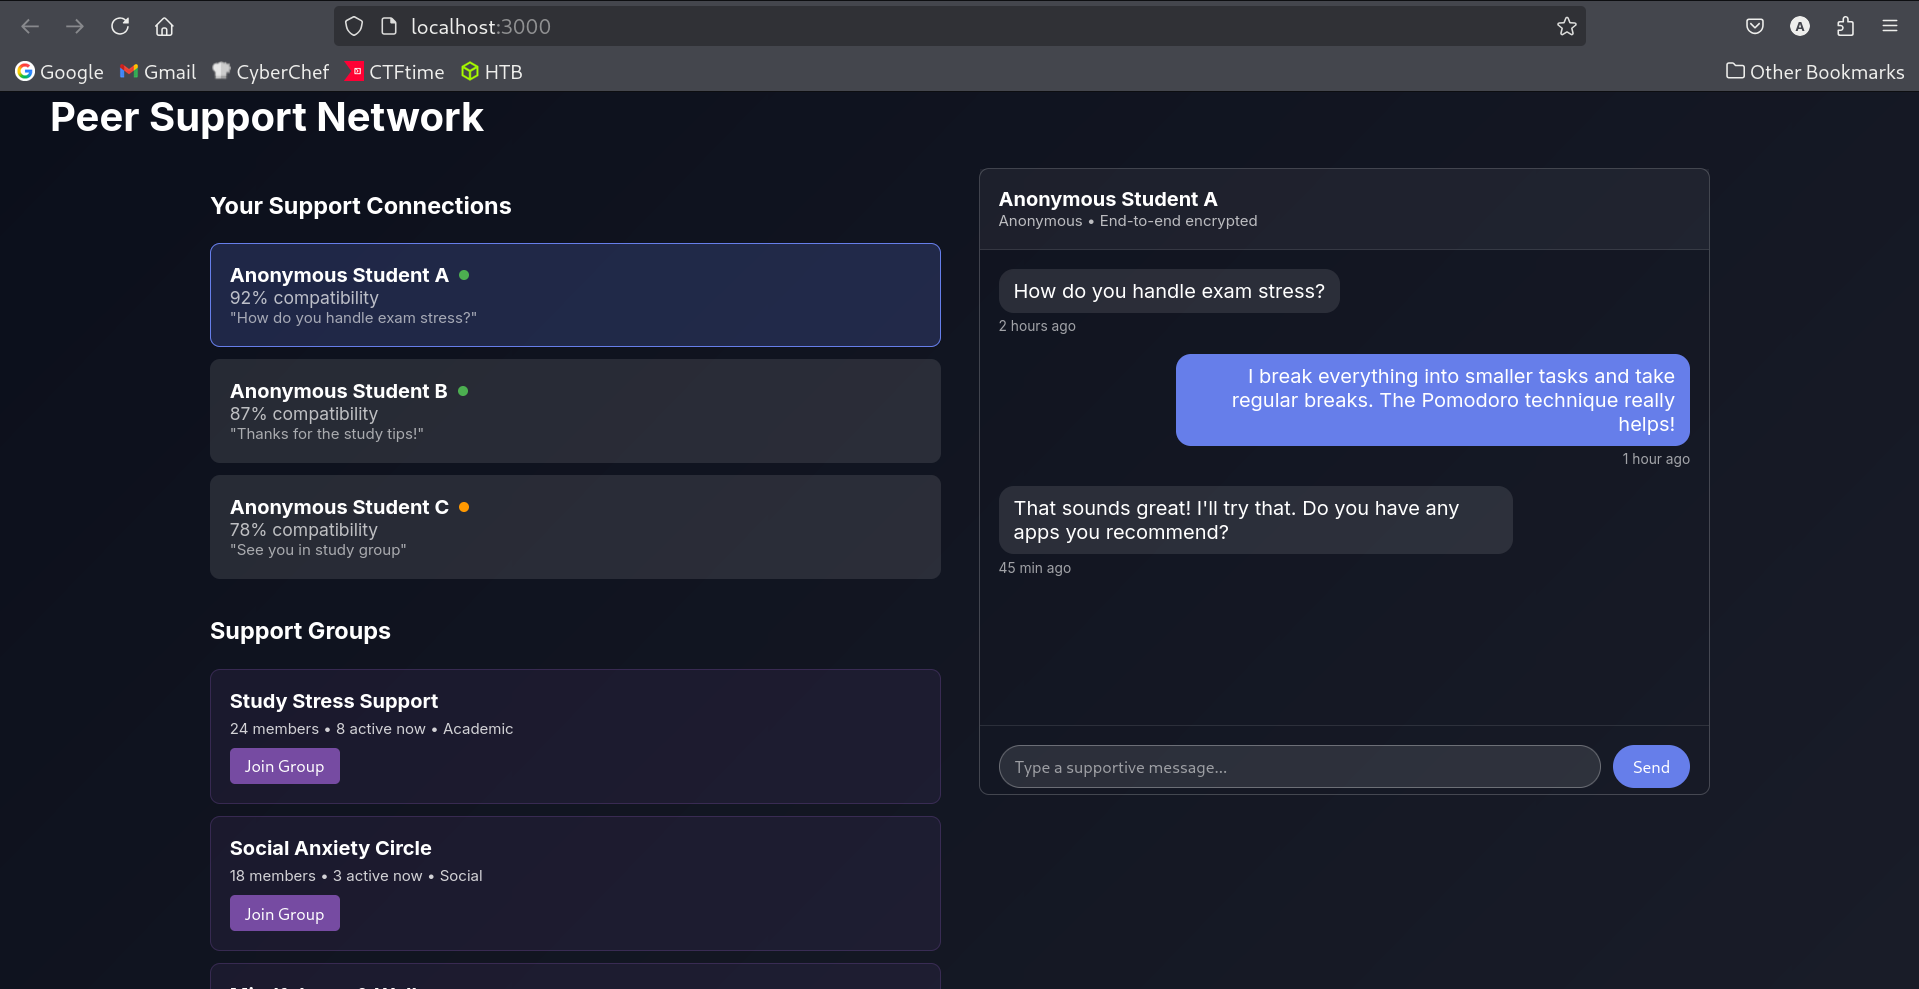 localhost:3000
A
Google
Gmail
CyberChef
CTFtime
HTB
Other Bookmarks
Peer Support Network
Your Support Connections
Anonymous Student A
92% compatibility
"How do you handle exam stress?"
Anonymous Student B
87% compatibility
"Thanks for the study tips!"
Anonymous Student C
78% compatibility
"See you in study group"
Support Groups
Study Stress Support
24 members • 8 active now • Academic
Join Group
Social Anxiety Circle
18 members • 3 active now • Social
Join Group
Anonymous Student A
Anonymous • End-to-end encrypted
How do you handle exam stress?
2 hours ago
I break everything into smaller tasks and take
regular breaks. The Pomodoro technique really
helps!
1 hour ago
That sounds great! I'll try that. Do you have any
apps you recommend?
45 min ago
Type a supportive message...
Send